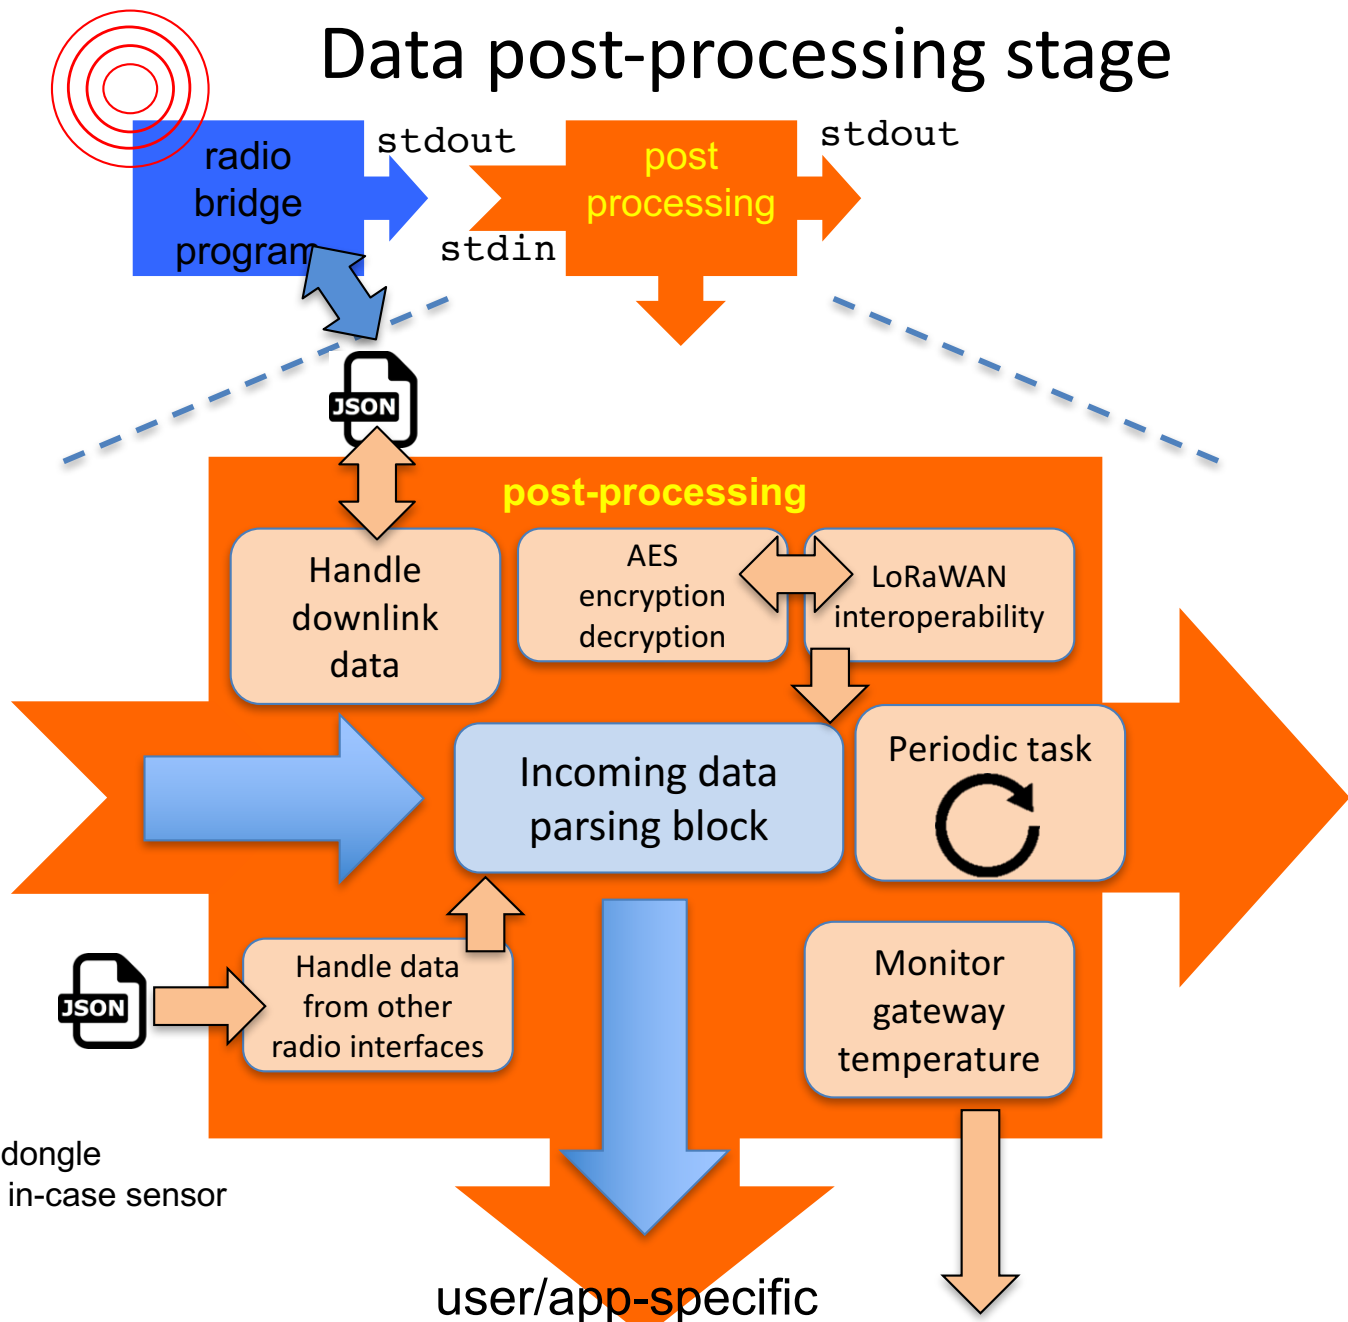 Data post-processing stage
radio
bridge
program
stdout
stdin
post
processing
stdout
JSON
post-processing
Handle
downlink
data
AES
encryption
decryption
LoRaWAN
interoperability
Incoming data
parsing block
Periodic task
JSON
Handle data
from other
radio interfaces
Monitor
gateway
temperature
dongle
in-case sensor
user/app-specific